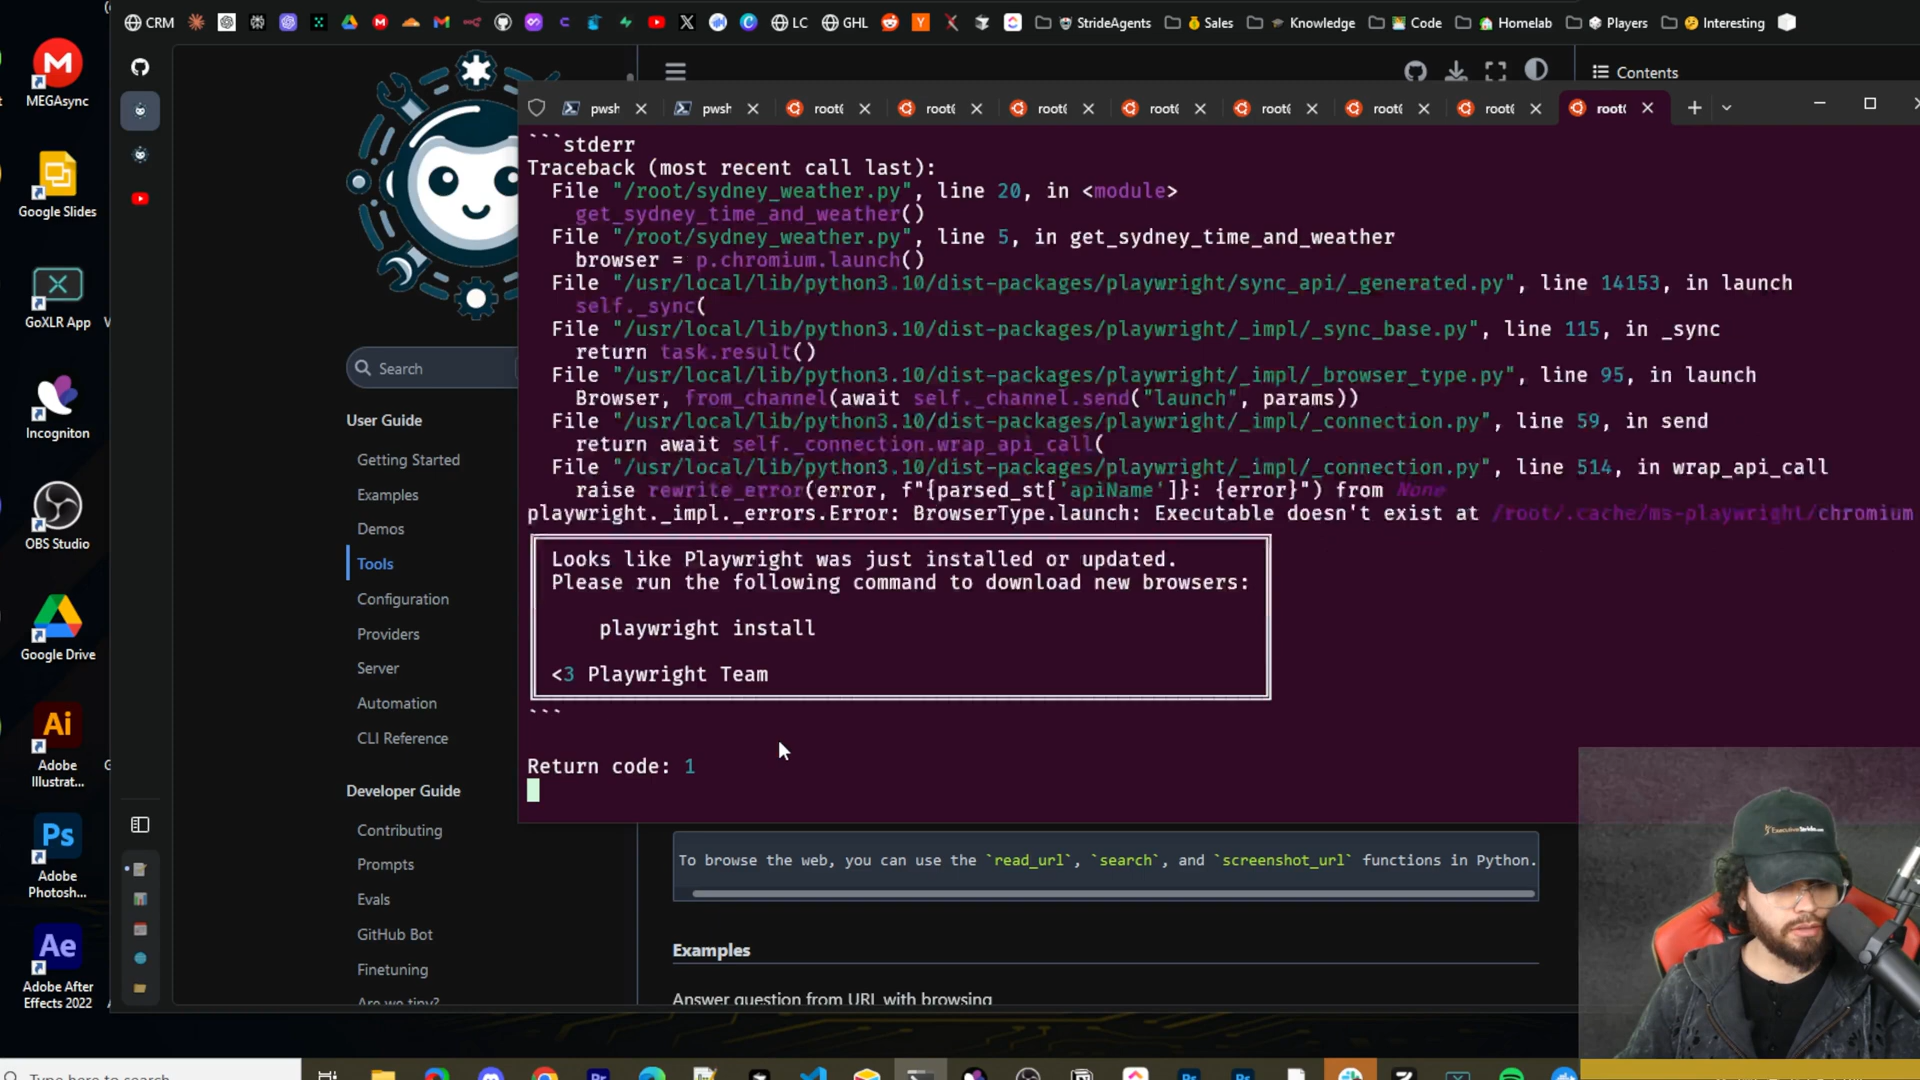 CRM
LC
GHL
StrideAgents
Sales
Knowledge
Code
Homelab
Players
Interesting
MEGAsync
Google Slides
GoXLR App
Incogniton
OBS Studio
Google Drive
Adobe
Illustrat...
Adobe
Photosh...
Adobe After
Effects 2022
Search
User Guide
Getting Started
Examples
Demos
Tools
Configuration
Providers
Server
Automation
CLI Reference
Developer Guide
Contributing
Prompts
Evals
GitHub Bot
Finetuning
Are we tiny?
Contents
pwsh
pwsh
root(
root(
root(
root(
root(
root(
root(
root(
```stderr
Traceback (most recent call last):
File "/root/sydney_weather.py", line 20, in <module>
get_sydney_time_and_weather()
File "/root/sydney_weather.py", line 5, in get_sydney_time_and_weather
browser = p.chromium.launch()
File "/usr/local/lib/python3.10/dist-packages/playwright/sync_api/_generated.py", line 14153, in launch
self._sync(
File "/usr/local/lib/python3.10/dist-packages/playwright/_impl/_sync_base.py", line 115, in _sync
return task.result()
File "/usr/local/lib/python3.10/dist-packages/playwright/_impl/_browser_type.py", line 95, in launch
Browser, from_channel(await self._channel.send("launch", params))
File "/usr/local/lib/python3.10/dist-packages/playwright/_impl/_connection.py", line 59, in send
return await self._connection.wrap_api_call(
File "/usr/local/lib/python3.10/dist-packages/playwright/_impl/_connection.py", line 514, in wrap_api_call
raise rewrite_error(error, f"{parsed_st['apiName']}: {error}") from None
playwright._impl._errors.Error: BrowserType.launch: Executable doesn't exist at /root/.cache/ms-playwright/chromium
Looks like Playwright was just installed or updated.
Please run the following command to download new browsers:
playwright install
<3 Playwright Team
```
Return code: 1
To browse the web, you can use the `read_url`, `search`, and `screenshot_url` functions in Python.
Examples
Answer question from URL with browsing
Type here to search